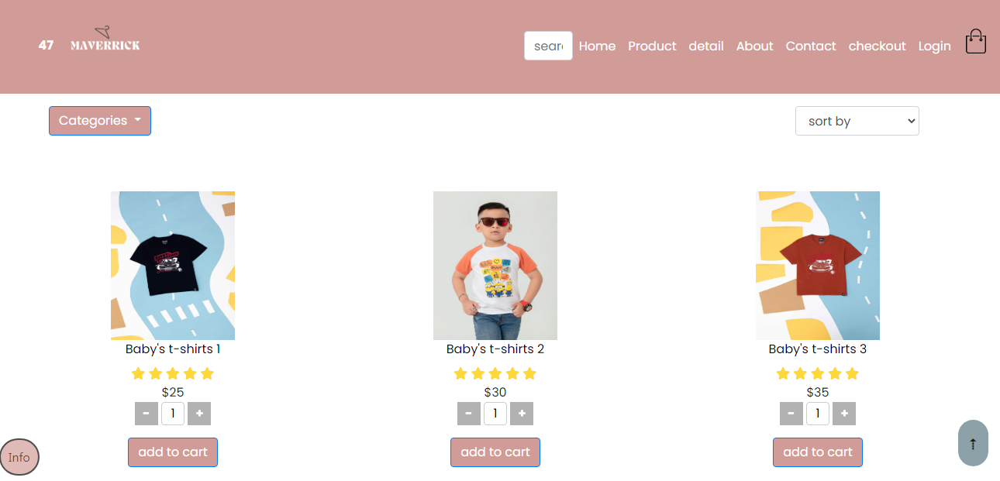 47 MAVERRICK
sear Home Product detail About Contact checkout Login
Categories
sort by
Baby's t-shirts 1
$25
- 1 +
add to cart
Baby's t-shirts 2
$30
- 1 +
add to cart
Baby's t-shirts 3
$35
- 1 +
add to cart
Info